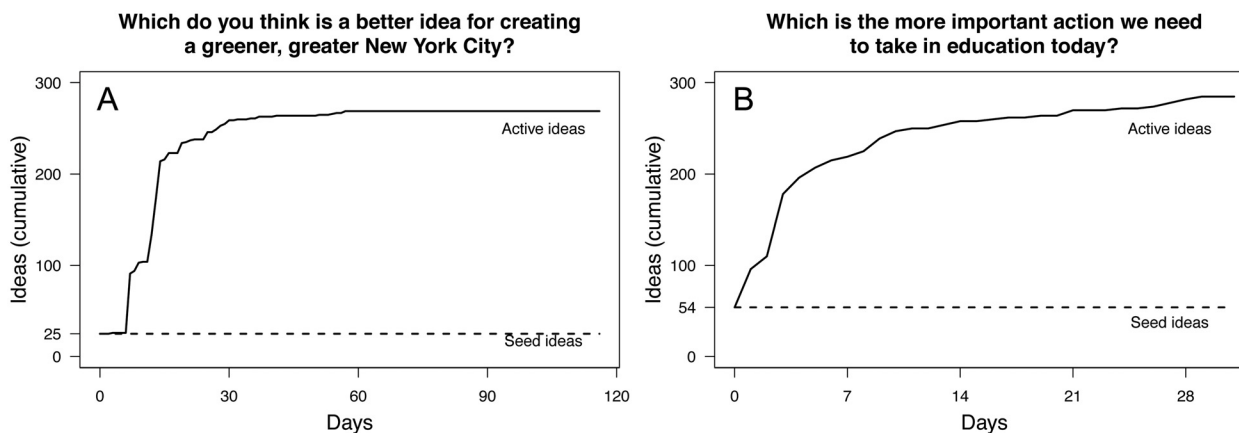 Which do you think is a better idea for creating
a greener, greater New York City?
A
Ideas (cumulative)
300
200
100
25
0
Active ideas
Seed ideas
0 30 60 90 120
Days
Which is the more important action we need
to take in education today?
B
Ideas (cumulative)
300
200
100
54
0
Active ideas
Seed ideas
0 7 14 21 28
Days